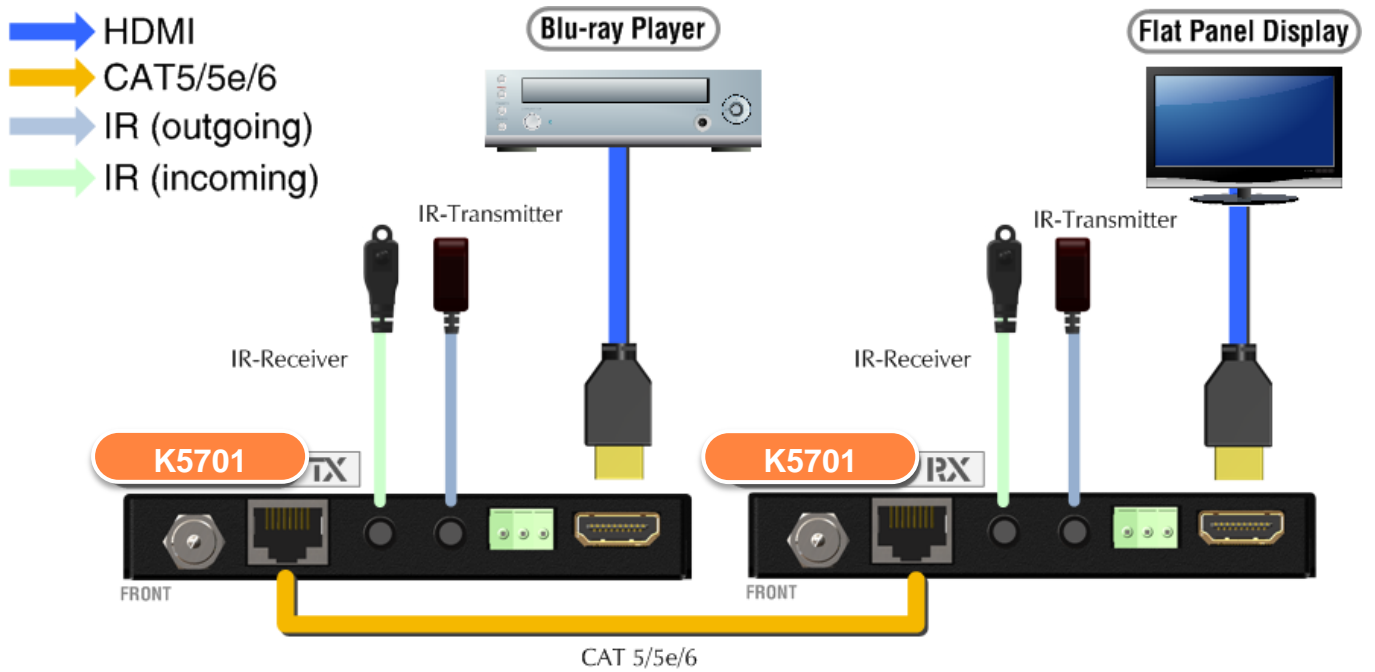 HDMI
CAT5/5e/6
IR (outgoing)
IR (incoming)
Blu-ray Player
Flat Panel Display
IR-Transmitter
IR-Transmitter
IR-Receiver
IR-Receiver
K5701 TX
K5701 RX
FRONT
FRONT
CAT 5/5e/6